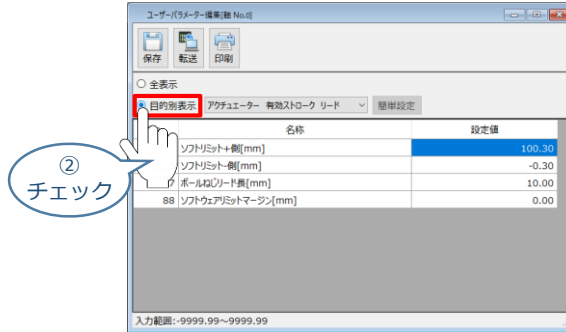 ユーザーパラメーター編集[軸 No.0]
保存 転送 印刷
全表示
目的別表示 アクチュエーター 有効ストローク リード 簡単設定
名称 設定値
ソフトリミット+側[mm] 100.30
ソフトリミット-側[mm] -0.30
7 ボールねじリード長[mm] 10.00
88 ソフトウェアリミットマージン[mm] 0.00
②
チェック
入力範囲:-9999.99~9999.99